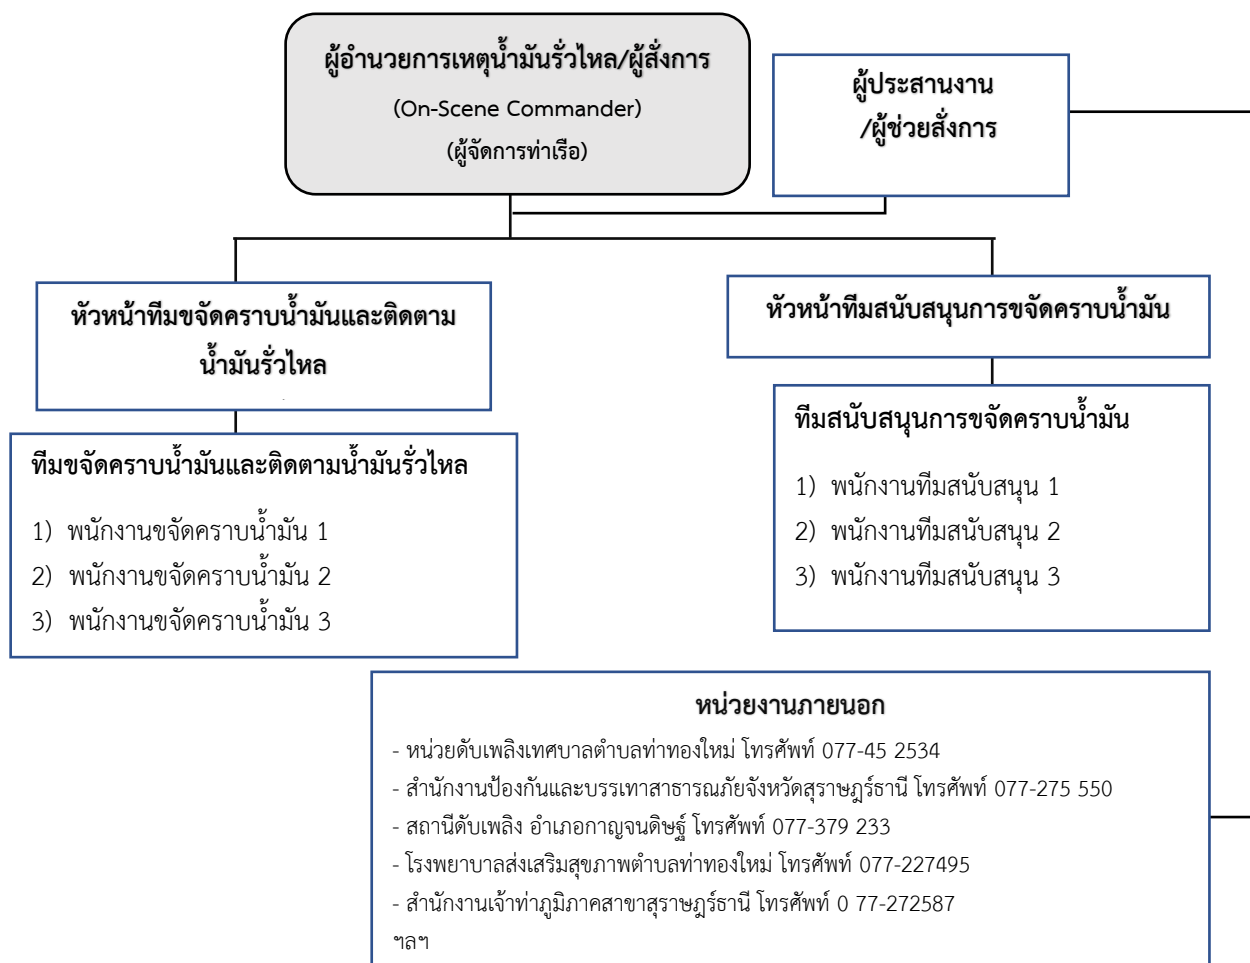 ผู้อำนวยการเหตุน้ำมันรั่วไหล/ผู้สั่งการ
(On-Scene Commander)
(ผู้จัดการท่าเรือ)
ผู้ประสานงาน
/ผู้ช่วยสั่งการ
หัวหน้าทีมขจัดคราบน้ำมันและติดตาม
น้ำมันรั่วไหล
หัวหน้าทีมสนับสนุนการขจัดคราบน้ำมัน
ทีมขจัดคราบน้ำมันและติดตามน้ำมันรั่วไหล
1) พนักงานขจัดคราบน้ำมัน 1
2) พนักงานขจัดคราบน้ำมัน 2
3) พนักงานขจัดคราบน้ำมัน 3
ทีมสนับสนุนการขจัดคราบน้ำมัน
1) พนักงานทีมสนับสนุน 1
2) พนักงานทีมสนับสนุน 2
3) พนักงานทีมสนับสนุน 3
หน่วยงานภายนอก
- หน่วยดับเพลิงเทศบาลตำบลท่าทองใหม่ โทรศัพท์ 077-45 2534
- สำนักงานป้องกันและบรรเทาสาธารณภัยจังหวัดสุราษฎร์ธานี โทรศัพท์ 077-275 550
- สถานีดับเพลิง อำเภอกาญจนดิษฐ์ โทรศัพท์ 077-379 233
- โรงพยาบาลส่งเสริมสุขภาพตำบลท่าทองใหม่ โทรศัพท์ 077-227495
- สำนักงานเจ้าท่าภูมิภาคสาขาสุราษฎร์ธานี โทรศัพท์ 0 77-272587
ฯลฯ